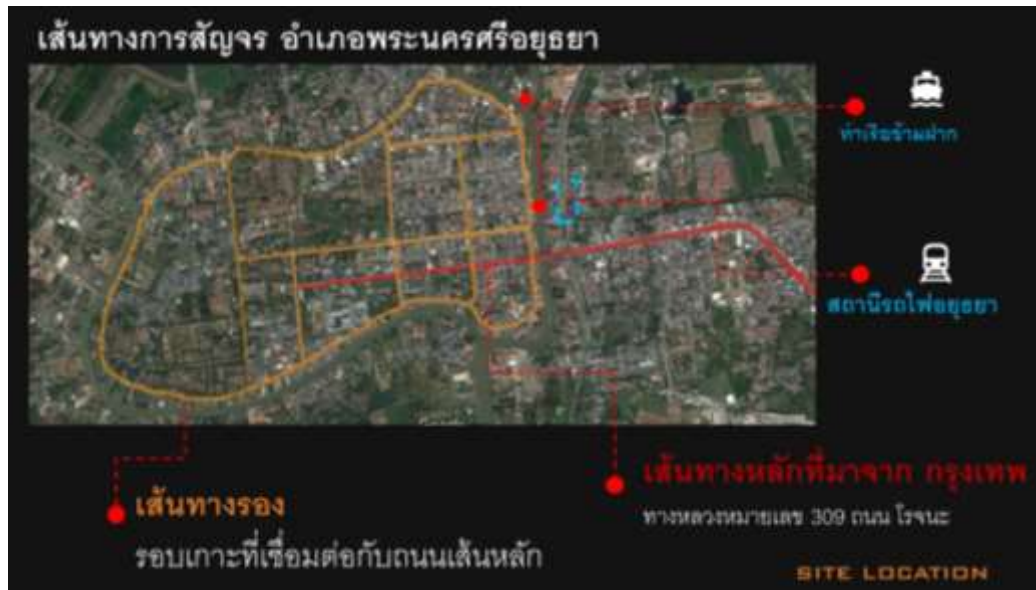 เส้นทางการสัญจร อำเภอพระนครศรีอยุธยา
ท่าเรือข้ามฝาก
สถานีรถไฟอยุธยา
เส้นทางหลักที่มาจาก กรุงเทพ
ทางหลวงหมายเลข 309 ถนน โรจนะ
เส้นทางรอง
รอบเกาะที่เชื่อมต่อกับถนนเส้นหลัก
SITE LOCATION